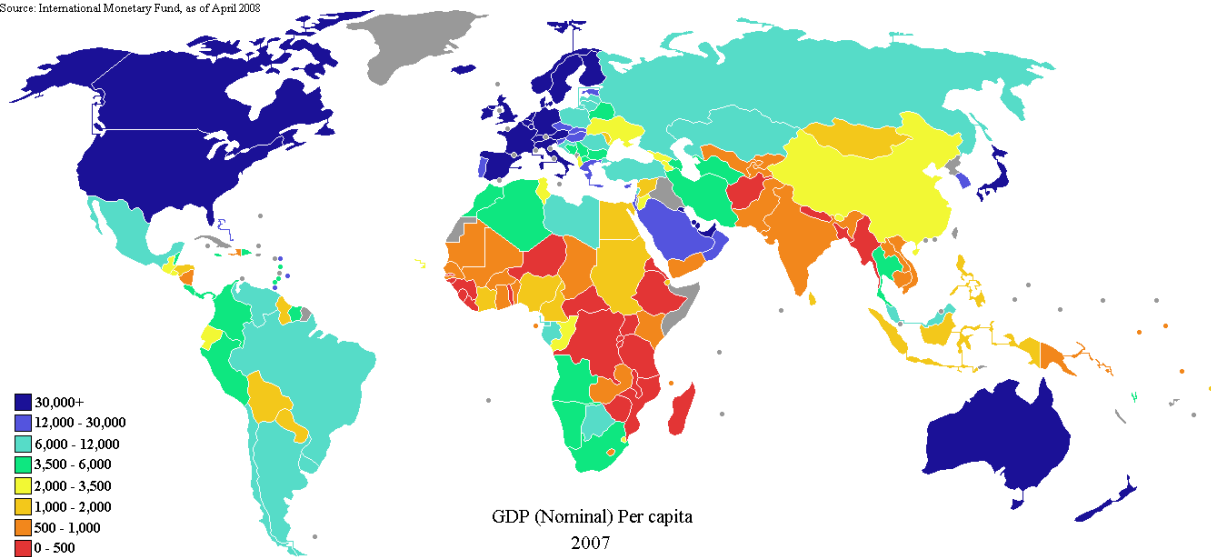 Source: International Monetary Fund, as of April 2008
30,000+
12,000 - 30,000
6,000 - 12,000
3,500 - 6,000
2,000 - 3,500
1,000 - 2,000
500 - 1,000
0 - 500
GDP (Nominal) Per capita
2007